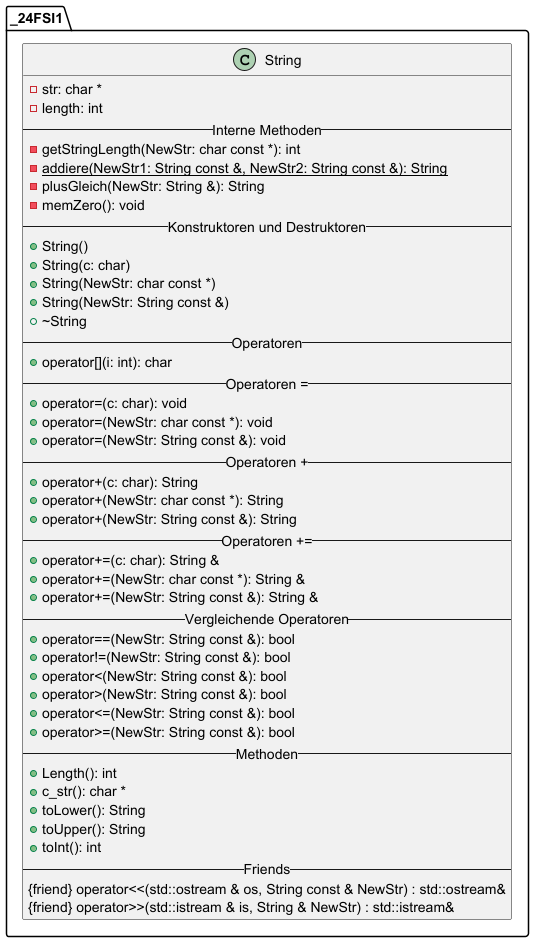 _24FSI1
C String
str: char *
length: int
Interne Methoden
getStringLength(NewStr: char const *): int
addiere(NewStr1: String const &, NewStr2: String const &): String
plusGleich(NewStr: String &): String
memZero(): void
Konstruktoren und Destruktoren
String()
String(c: char)
String(NewStr: char const *)
String(NewStr: String const &)
~String
Operatoren
operator[](i: int): char
Operatoren =
operator=(c: char): void
operator=(NewStr: char const *): void
operator=(NewStr: String const &): void
Operatoren +
operator+(c: char): String
operator+(NewStr: char const *): String
operator+(NewStr: String const &): String
Operatoren +=
operator+=(c: char): String &
operator+=(NewStr: char const *): String &
operator+=(NewStr: String const &): String &
Vergleichende Operatoren
operator==(NewStr: String const &): bool
operator!=(NewStr: String const &): bool
operator<(NewStr: String const &): bool
operator>(NewStr: String const &): bool
operator<=(NewStr: String const &): bool
operator>=(NewStr: String const &): bool
Methoden
Length(): int
c_str(): char *
toLower(): String
toUpper(): String
toInt(): int
Friends
{friend} operator<<(std::ostream & os, String const & NewStr) : std::ostream&
{friend} operator>>(std::istream & is, String & NewStr) : std::istream&